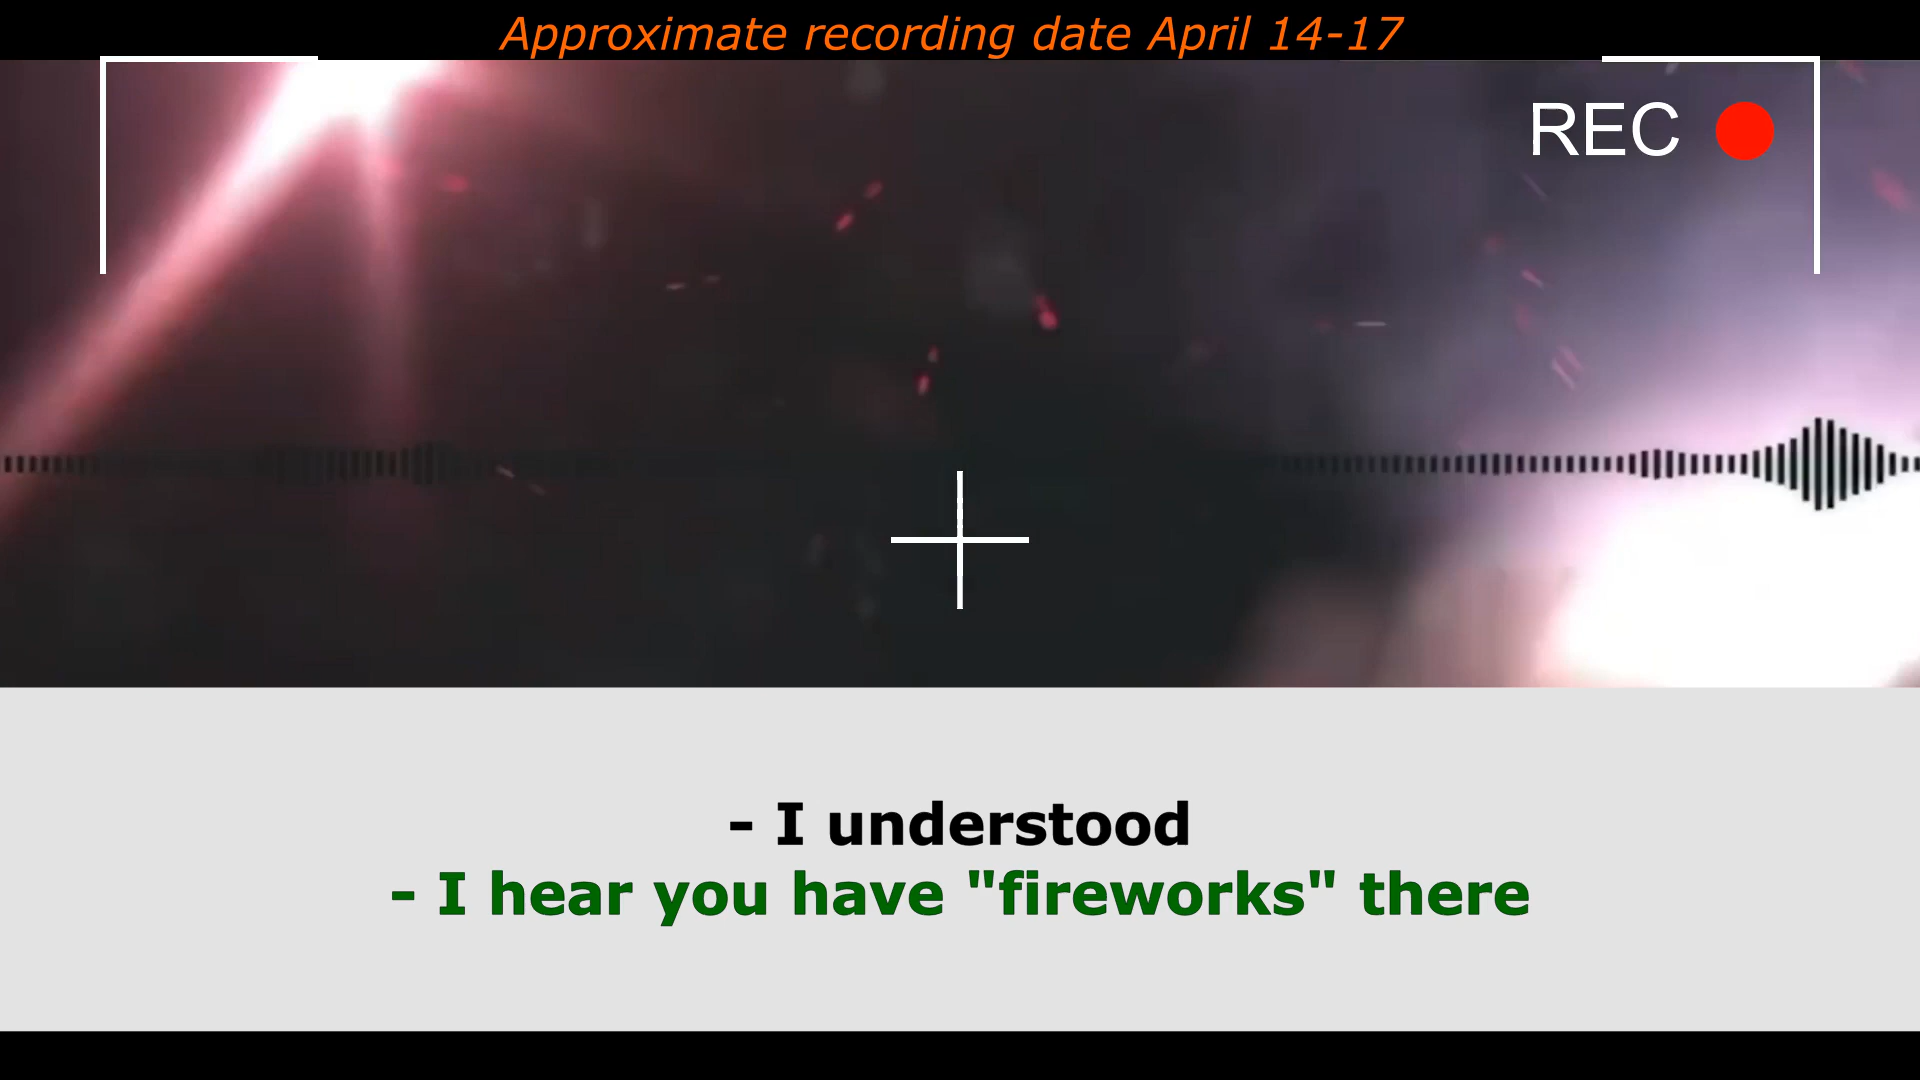 Approximate recording date April 14-17
REC
- I understood
- I hear you have "fireworks" there